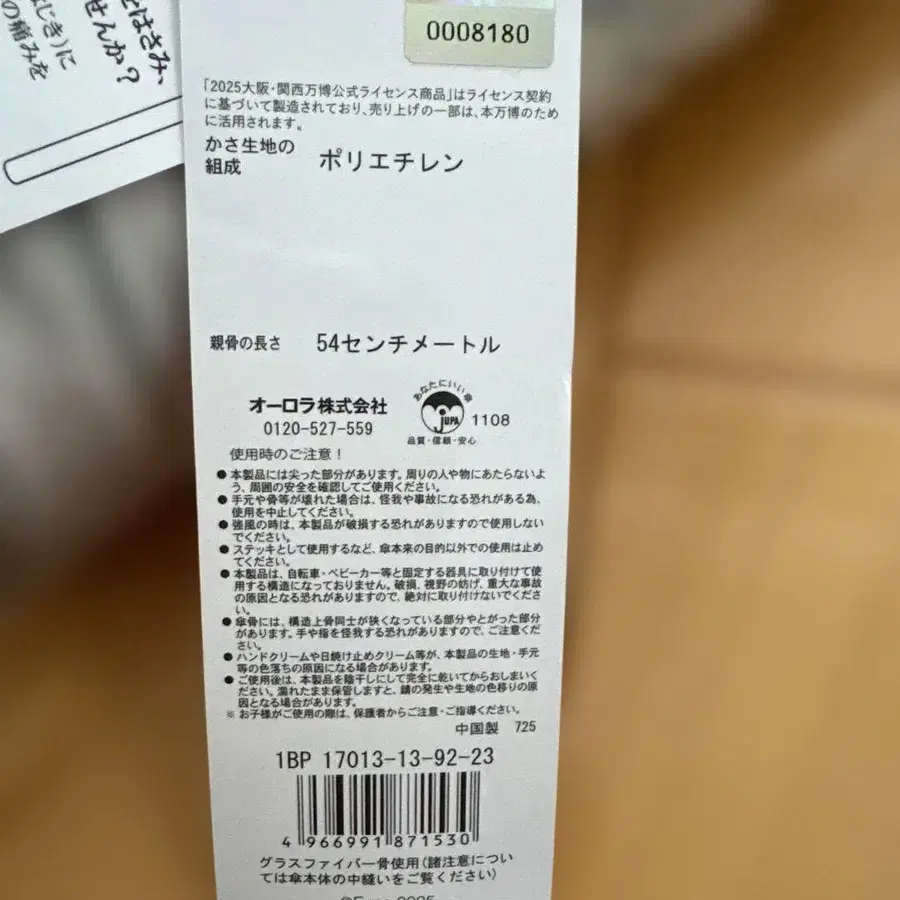 とはさみ、
せんか?
じき)に
の痛みを
0008180
「2025大阪・関西万博公式ライセンス商品」はライセンス契約
に基づいて製造されており、売り上げの一部は、本万博のため
に活用されます。
かさ生地の
組成
ポリエチレン
親骨の長さ 54センチメートル
オーロラ株式会社
0120-527-559
あなたにいい傘
JUPA
1108
品質・信頼・安心
使用時のご注意!
●本製品には尖った部分があります。周りの人や物にあたらないよ
う、周囲の安全を確認してご使用ください。
●手元や骨等が壊れた場合は、怪我や事故になる恐れがある為、
使用を中止してください。
●強風の時は、本製品が破損する恐れがありますので使用しない
でください。
●ステッキとして使用するなど、傘本来の目的以外での使用は止め
てください。
●本製品は、自転車・ベビーカー等と固定する器具に取り付けて使
用する構造になっておりません。破損、視野の妨げ、重大な事故
の原因となる恐れがありますので、絶対に取り付けないでくださ
い。
●傘骨には、構造上骨同士が狭くなっている部分やとがった部分
があります。手や指を怪我する恐れがありますので、ご注意くだ
さい。
●ハンドクリームや日焼け止めクリーム等が、本製品の生地・手元
等の色落ちの原因になる場合があります。
●ご使用後は、本製品を陰干しにして完全に乾いてからおしまいく
ださい。濡れたまま保管しますと、錆の発生や生地の色移りの原
因となる場合があります。
※お子様がご使用の際は、保護者からご注意・ご指導ください。
中国製 725
1BP 17013-13-92-23
4 966991 871530
グラスファイバー骨使用(諸注意につい
ては傘本体の中縫いをご覧ください)